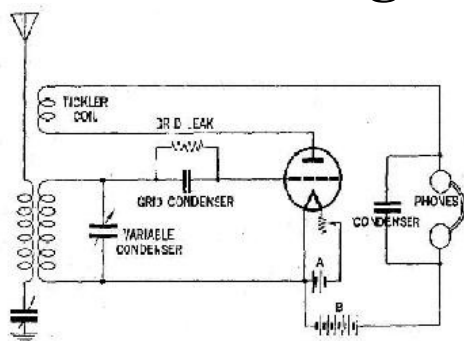 TICKLER
COIL
GRID LEAK
GRID CONDENSER
VARIABLE
CONDENSER
A
B
CONDENSER
PHONES